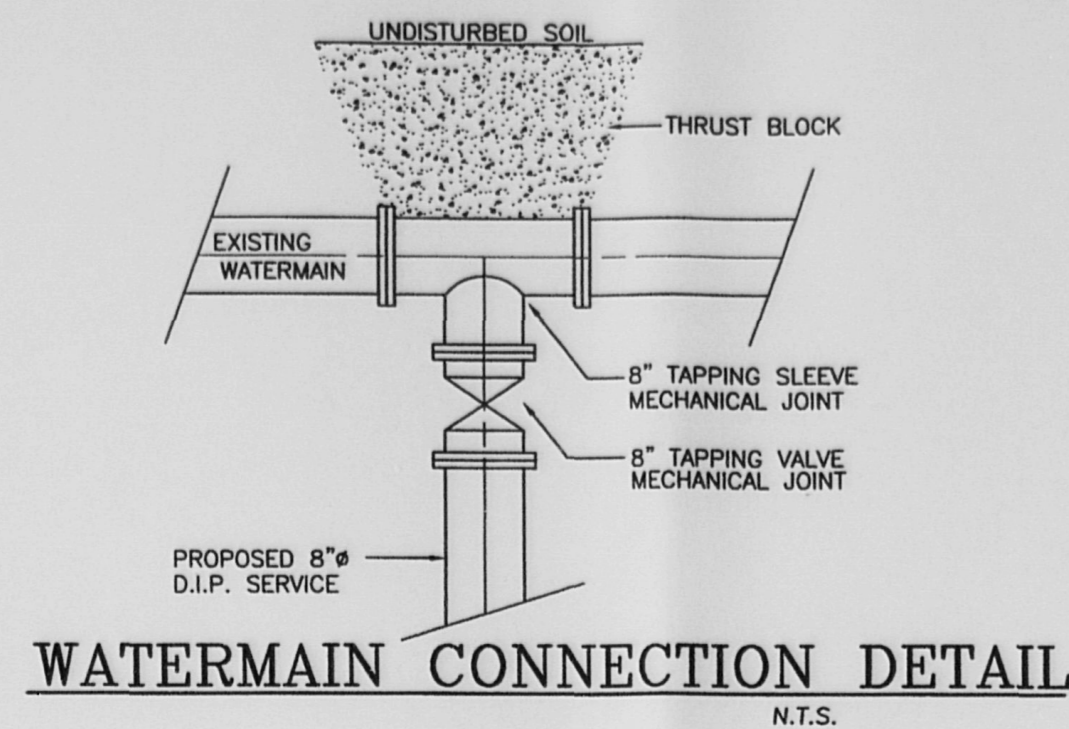 UNDISTURBED SOIL
THRUST BLOCK
EXISTING
WATERMAIN
8" TAPPING SLEEVE
MECHANICAL JOINT
8" TAPPING VALVE
MECHANICAL JOINT
PROPOSED 8"ø
D.I.P. SERVICE
WATERMAIN CONNECTION DETAIL
N.T.S.